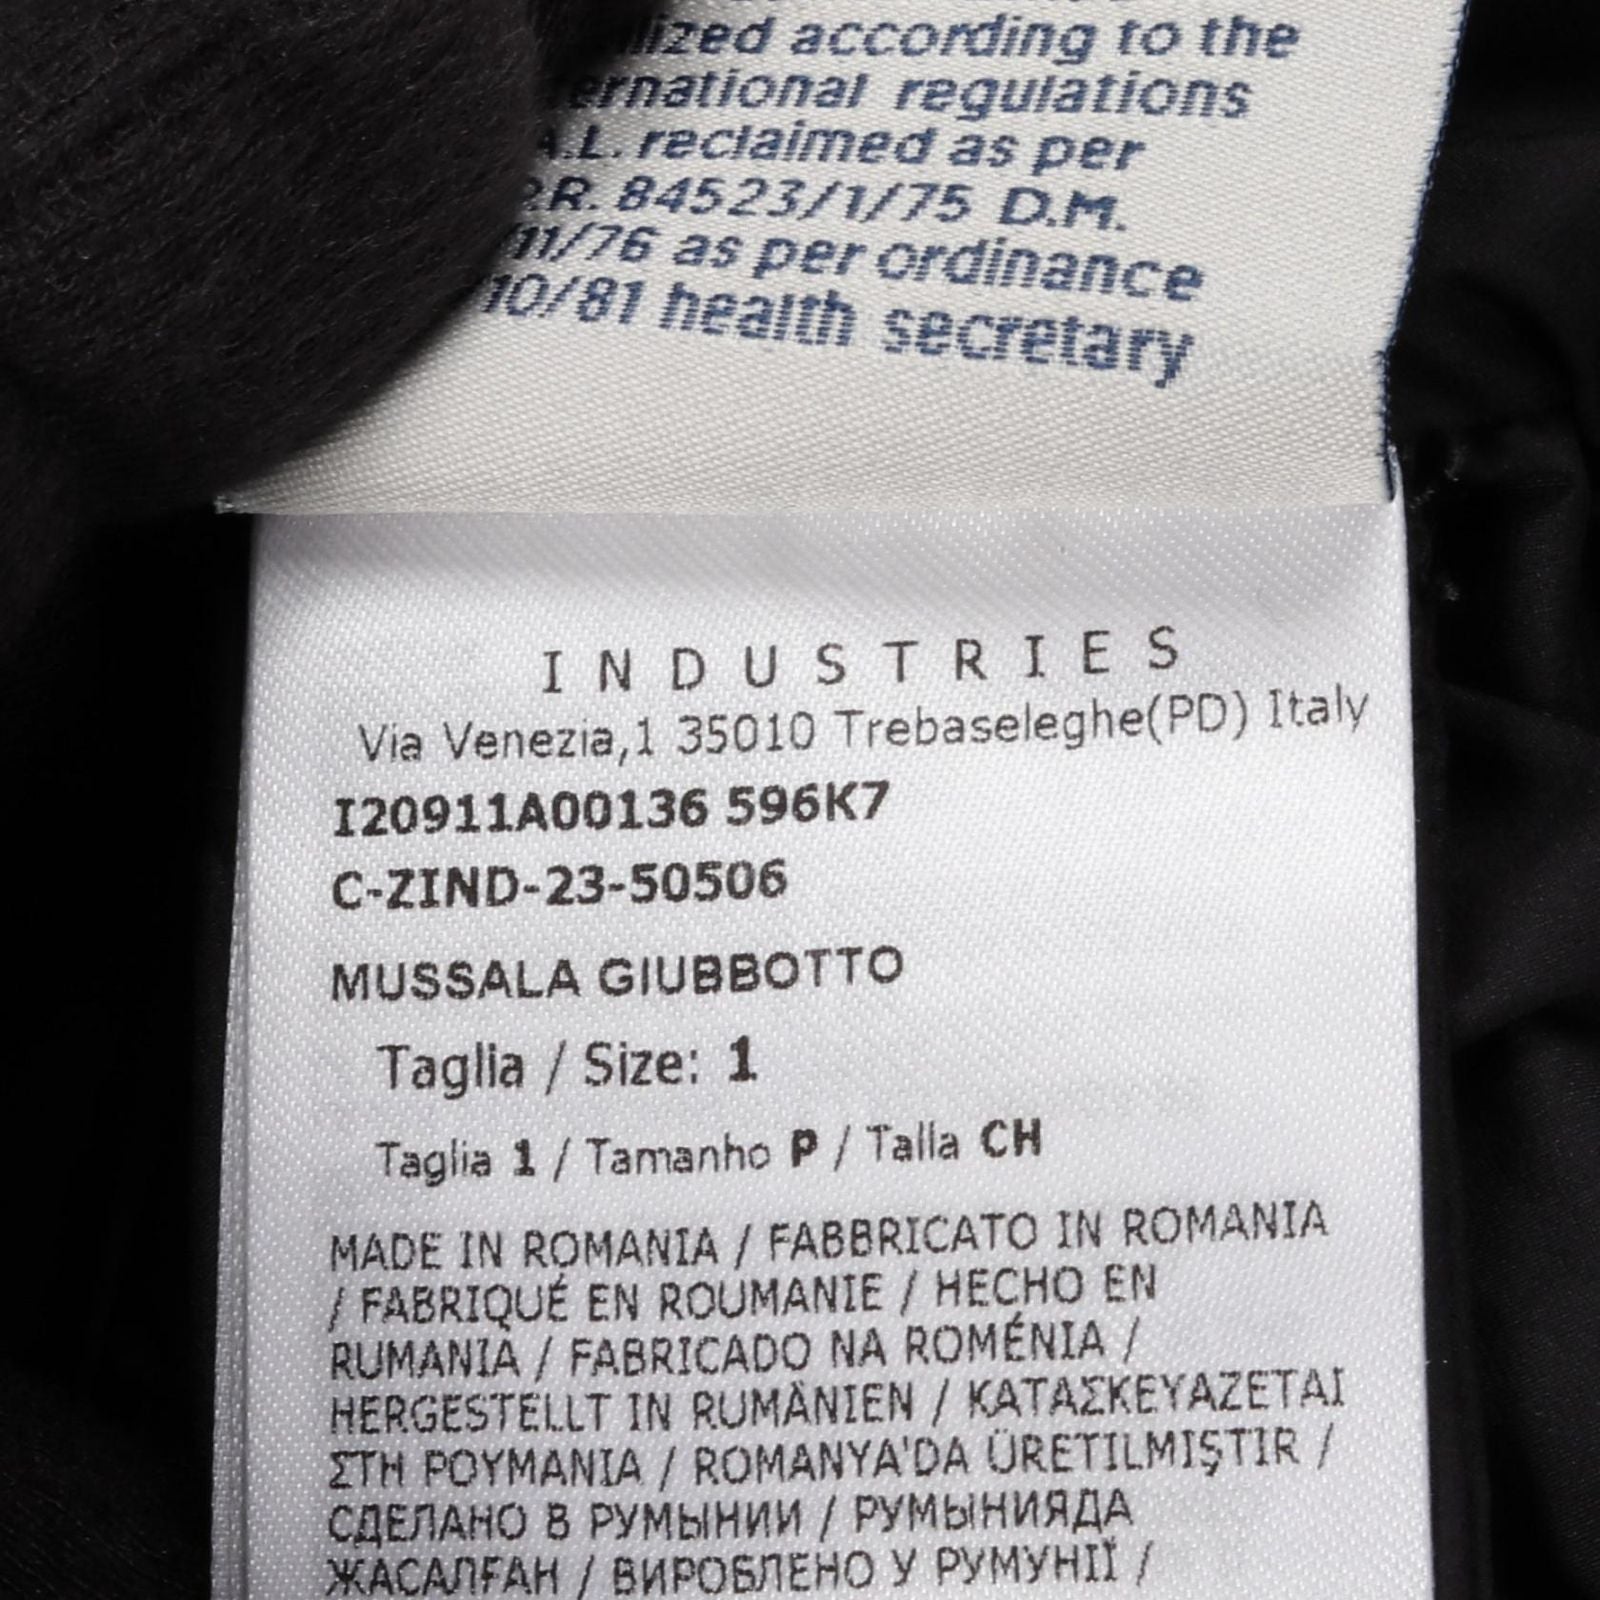 lized according to the
ernational regulations
A.L. reclaimed as per
P.R. 84523/1/75 D.M.
11/76 as per ordinance
10/81 health secretary
INDUSTRIES
Via Venezia,1 35010 Trebaseleghe(PD) Italy
I20911A00136 596K7
C-ZIND-23-50506
MUSSALA GIUBBOTTO
Taglia / Size: 1
Taglia 1 / Tamanho P / Talla CH
MADE IN ROMANIA / FABBRICATO IN ROMANIA
/ FABRIQUÉ EN ROUMANIE / HECHO EN
RUMANIA / FABRICADO NA ROMÉNIA /
HERGESTELLT IN RUMÄNIEN / ΚΑΤΑΣΚΕΥΑΖΕΤΑΙ
ΣΤΗ ΡΟΥΜΑΝΙΑ / ROMANYA'DA ÜRETILMIŞTIR /
СДЕЛАНО В РУМЫНИИ / РУМЫНИЯДА
ЖАСАЛҒАН / ВИРОБЛЕНО У РУМУНІЇ /